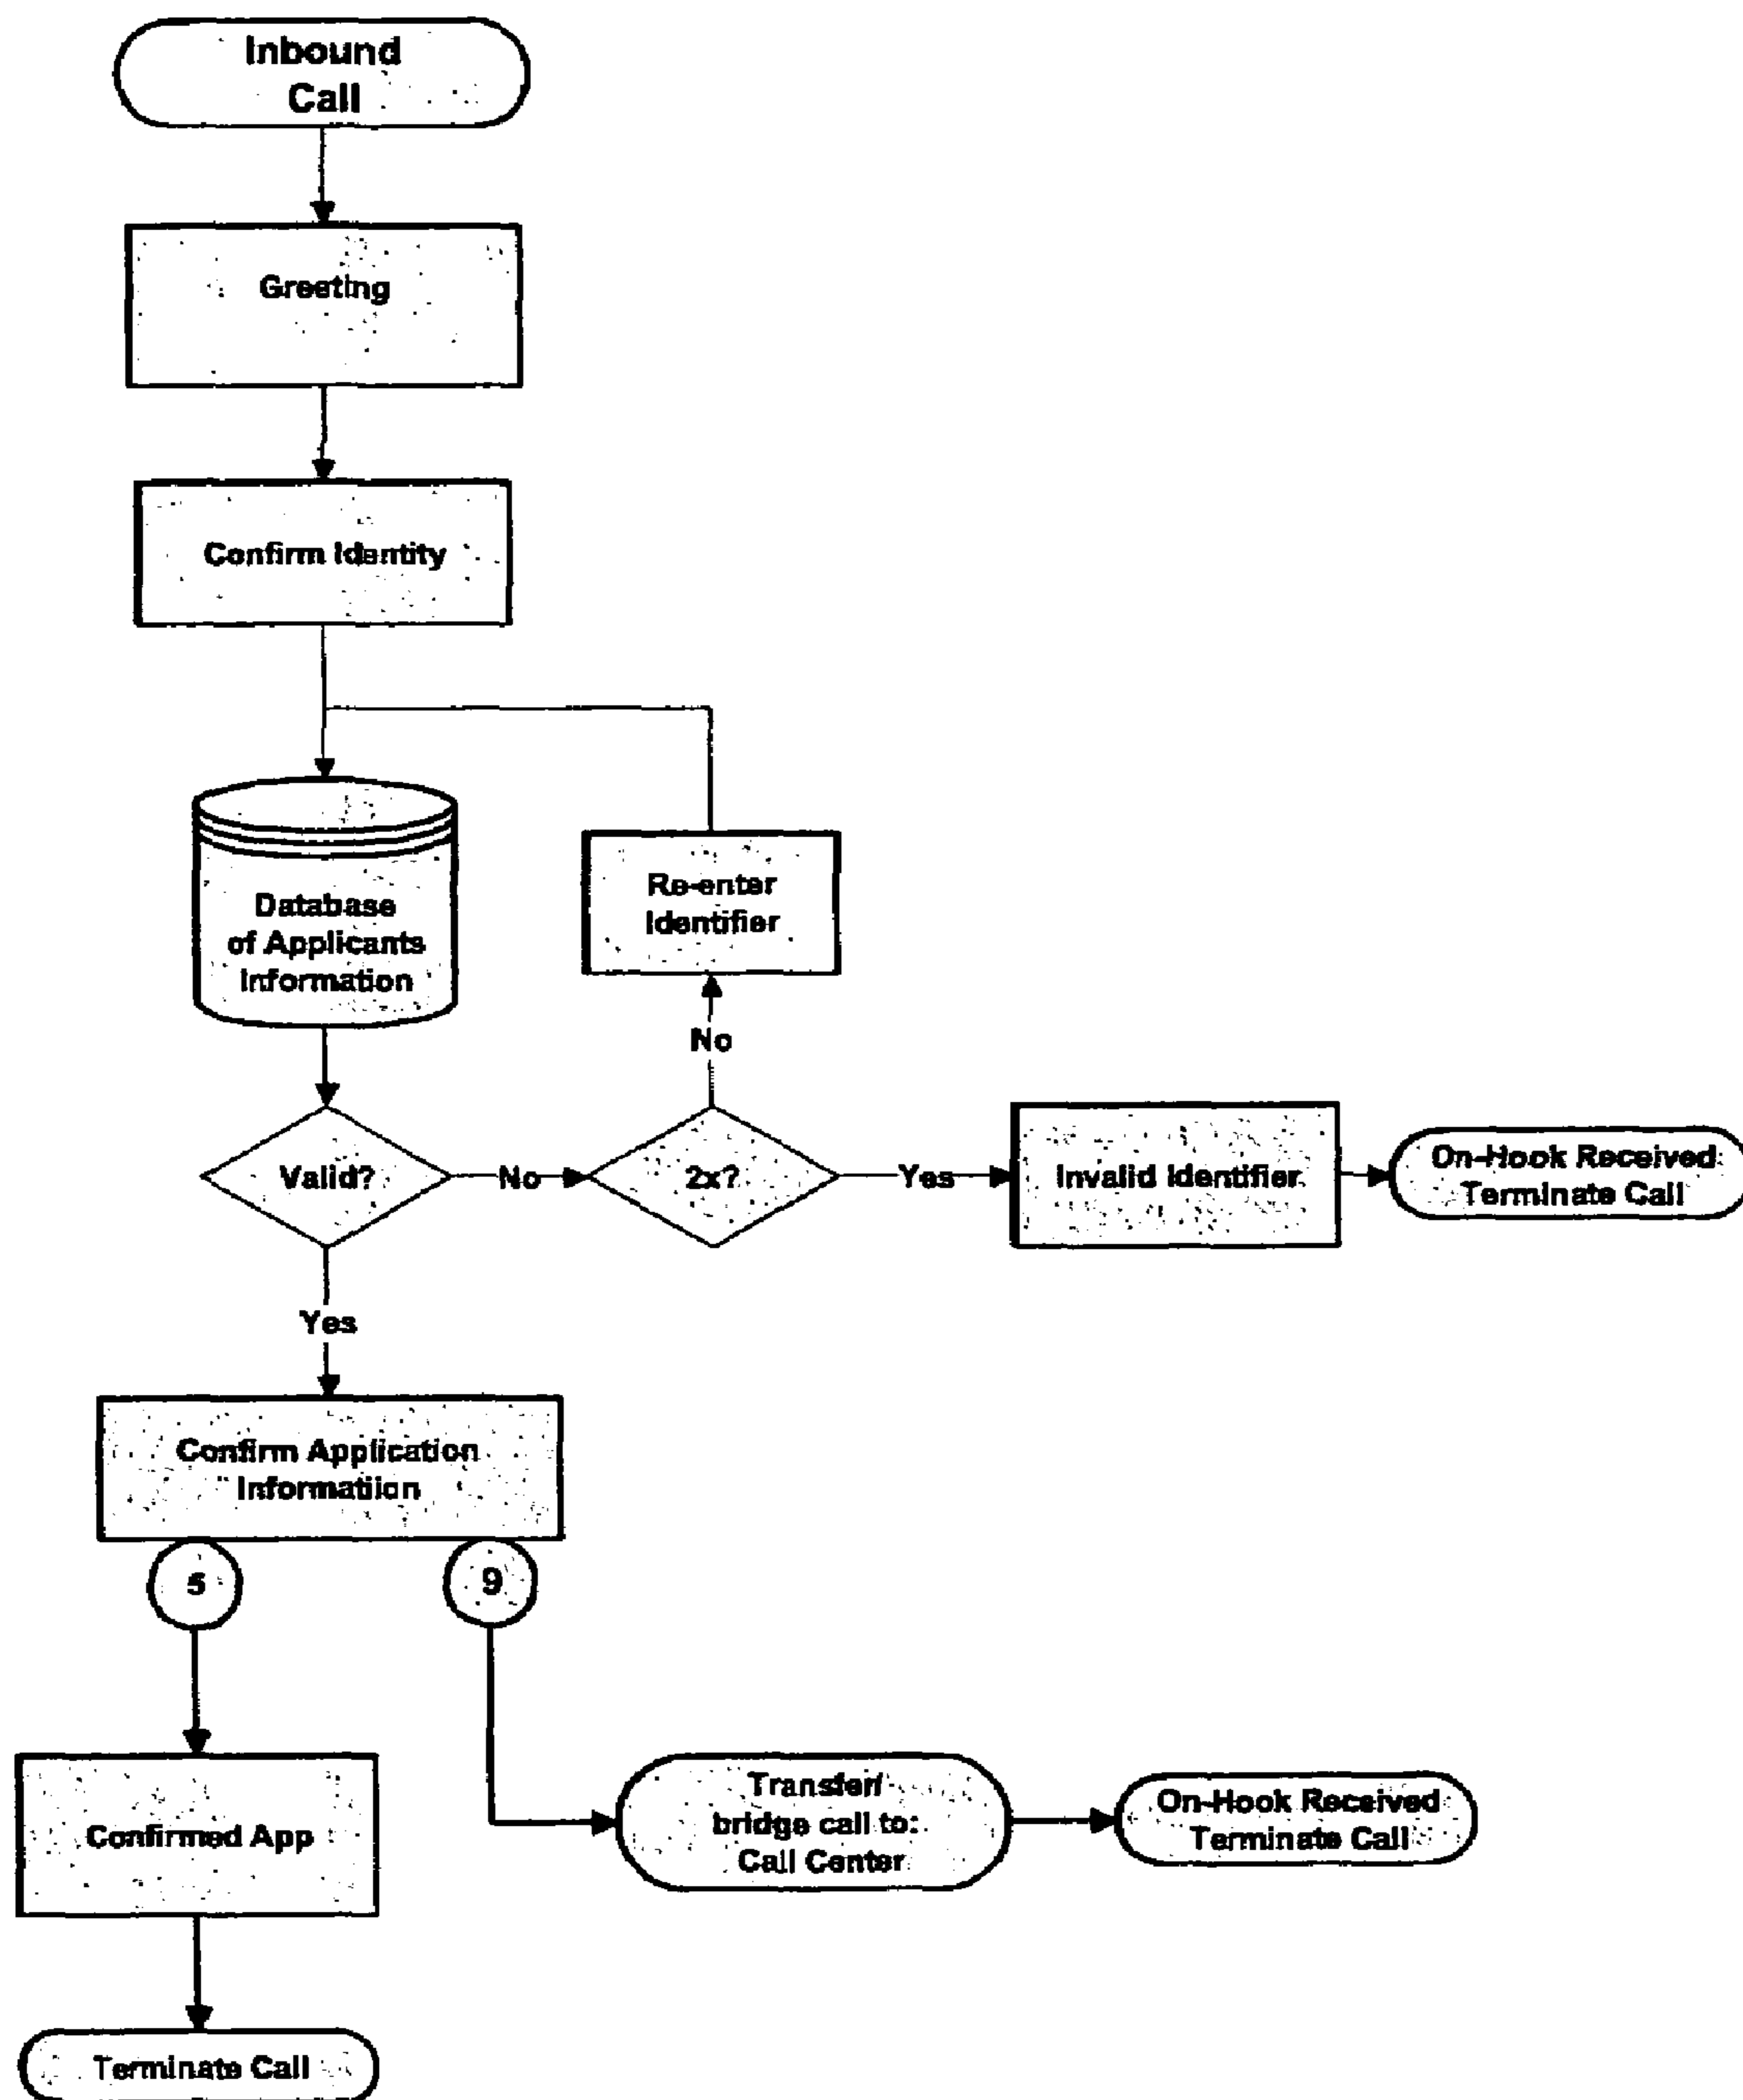 Inbound
Call
Greeting
Confirm Identity
Database
of Applicants
Information
Re-enter
Identifier
No
Valid?
No
2x?
Yes
Invalid Identifier
On-Hook Received
Terminate Call
Yes
Confirm Application
Informatiion
5
9
Confirmed App
Transfer/
bridge call to:
Call Center
On-Hook Received
Terminate Call
Terminate Call